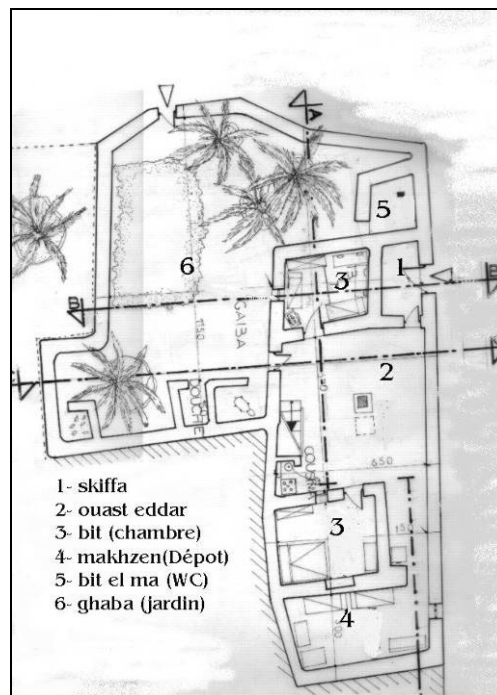 A
5
6
3
1
B
B
GAIBA
2
650
3
4
1- skiffa
2- ouast eddar
3- bit (chambre)
4- makhzen(Dépot)
5- bit el ma (WC)
6- ghaba (jardin)